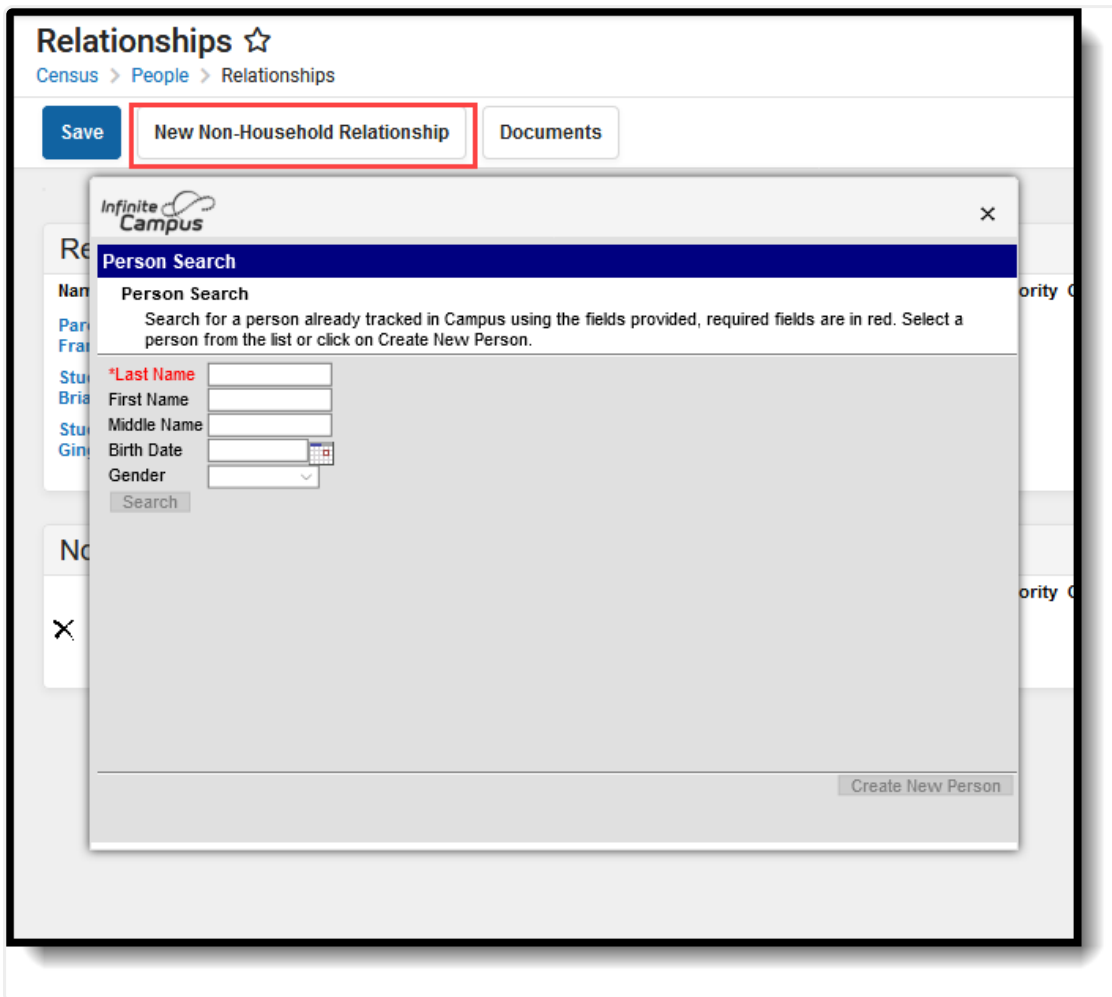 Relationships
Census > People > Relationships
Save New Non-Household Relationship Documents
Infinite
Campus
Person Search
Person Search
Search for a person already tracked in Campus using the fields provided, required fields are in red. Select a
person from the list or click on Create New Person.
*Last Name
First Name
Middle Name
Birth Date
Gender
Search
Create New Person